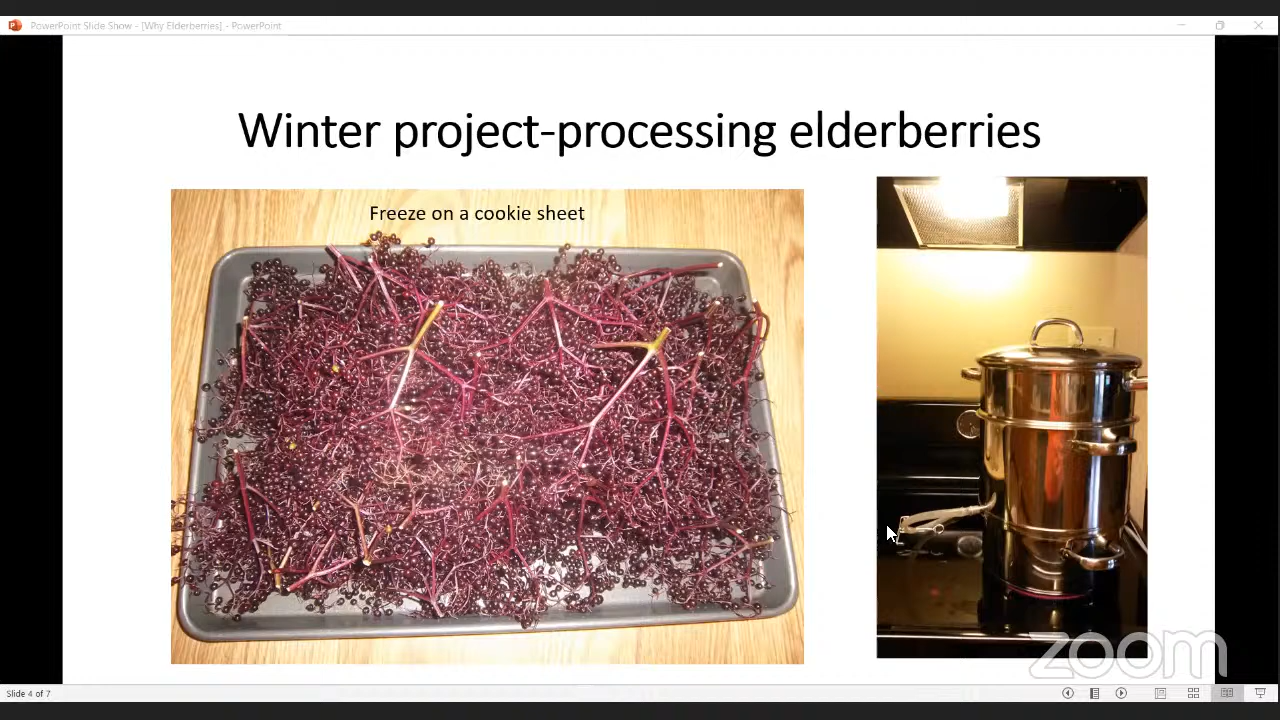 PowerPoint Slide Show - [Why Elderberries] - PowerPoint
Winter project-processing elderberries
Freeze on a cookie sheet
zoom
Slide 4 of 7